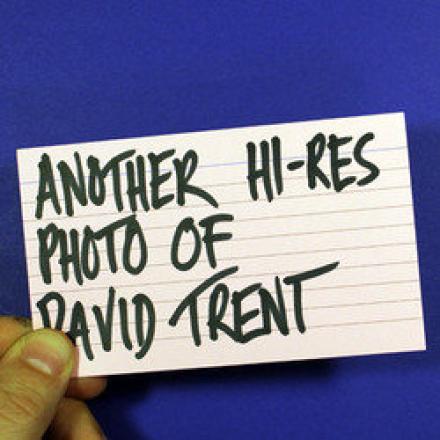 ANOTHER HI-RES
PHOTO OF
DAVID TRENT